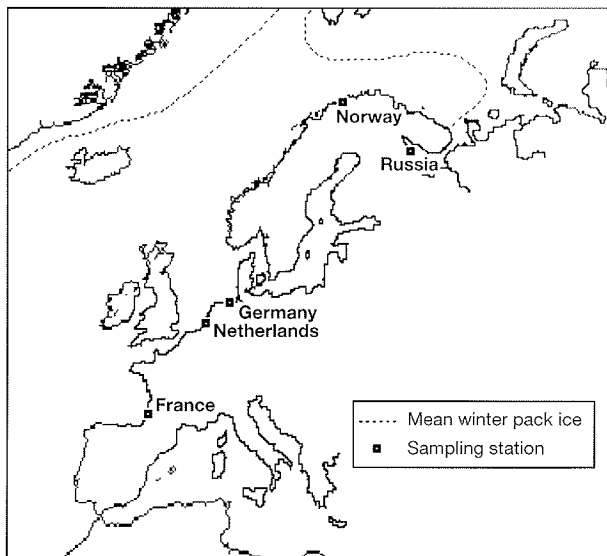 Norway
Russia
Germany
Netherlands
France
Mean winter pack ice
Sampling station